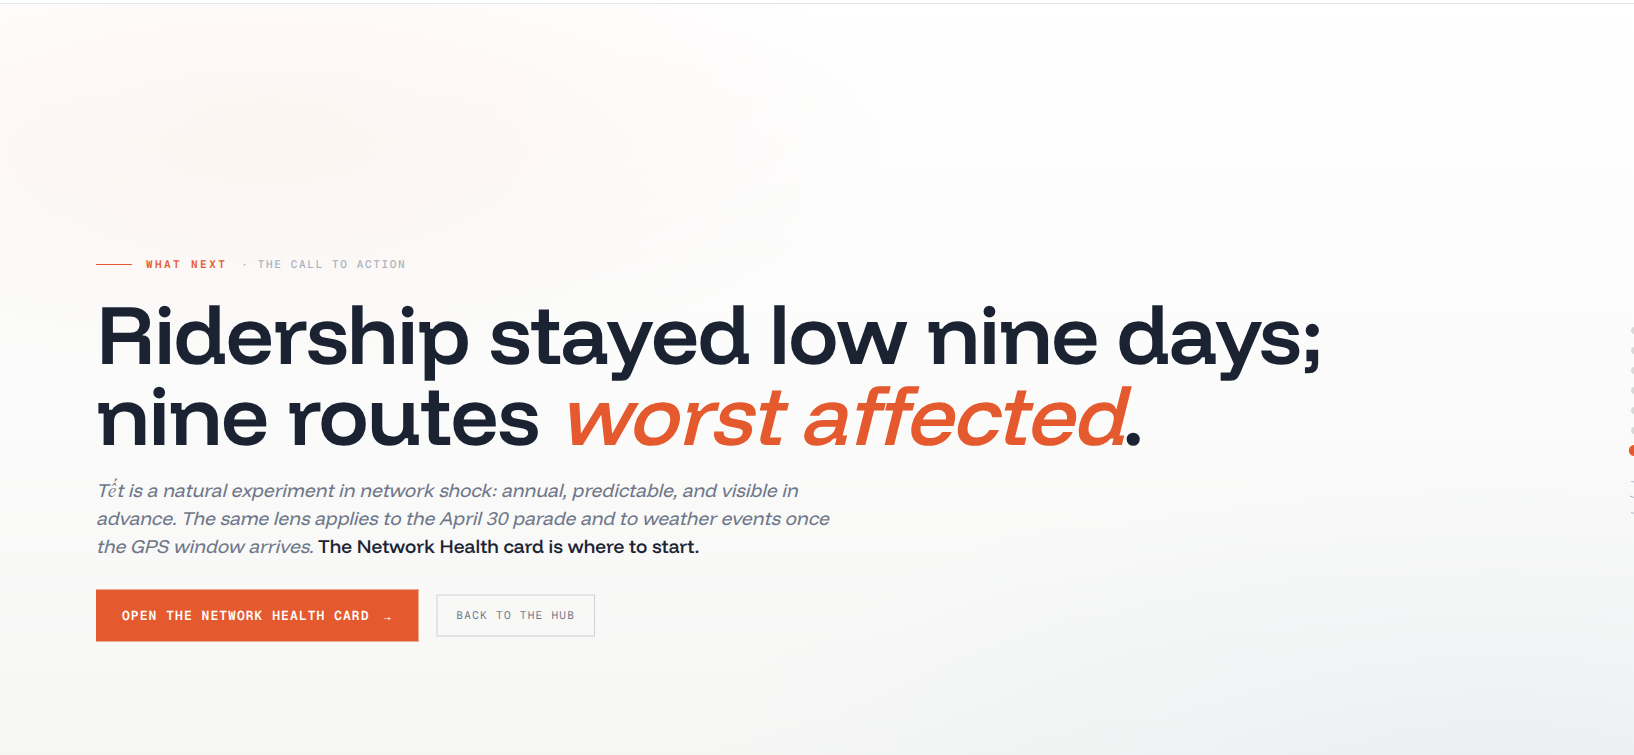 WHAT NEXT · THE CALL TO ACTION
Ridership stayed low nine days;
nine routes worst affected.
Tết is a natural experiment in network shock: annual, predictable, and visible in
advance. The same lens applies to the April 30 parade and to weather events once
the GPS window arrives. The Network Health card is where to start.
OPEN THE NETWORK HEALTH CARD →
BACK TO THE HUB